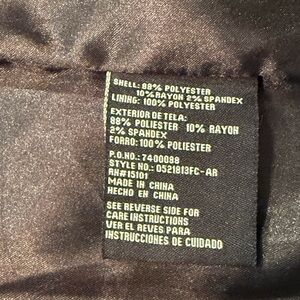 SHELL: 88% POLYESTER
10% RAYON 2% SPANDEX
LINING: 100% POLYESTER
EXTERIOR DE TELA:
88% POLIESTER 10% RAYON
2% SPANDEX
FORRO: 100% POLIESTER
P.O.NO.: 7400088
STYLE NO.: 0521813FC-AR
RN#15101
MADE IN CHINA
HECHO EN CHINA
SEE REVERSE SIDE FOR
CARE INSTRUCTIONS
VER EL REVES PARA
INSTRUCCIONES DE CUIDADO